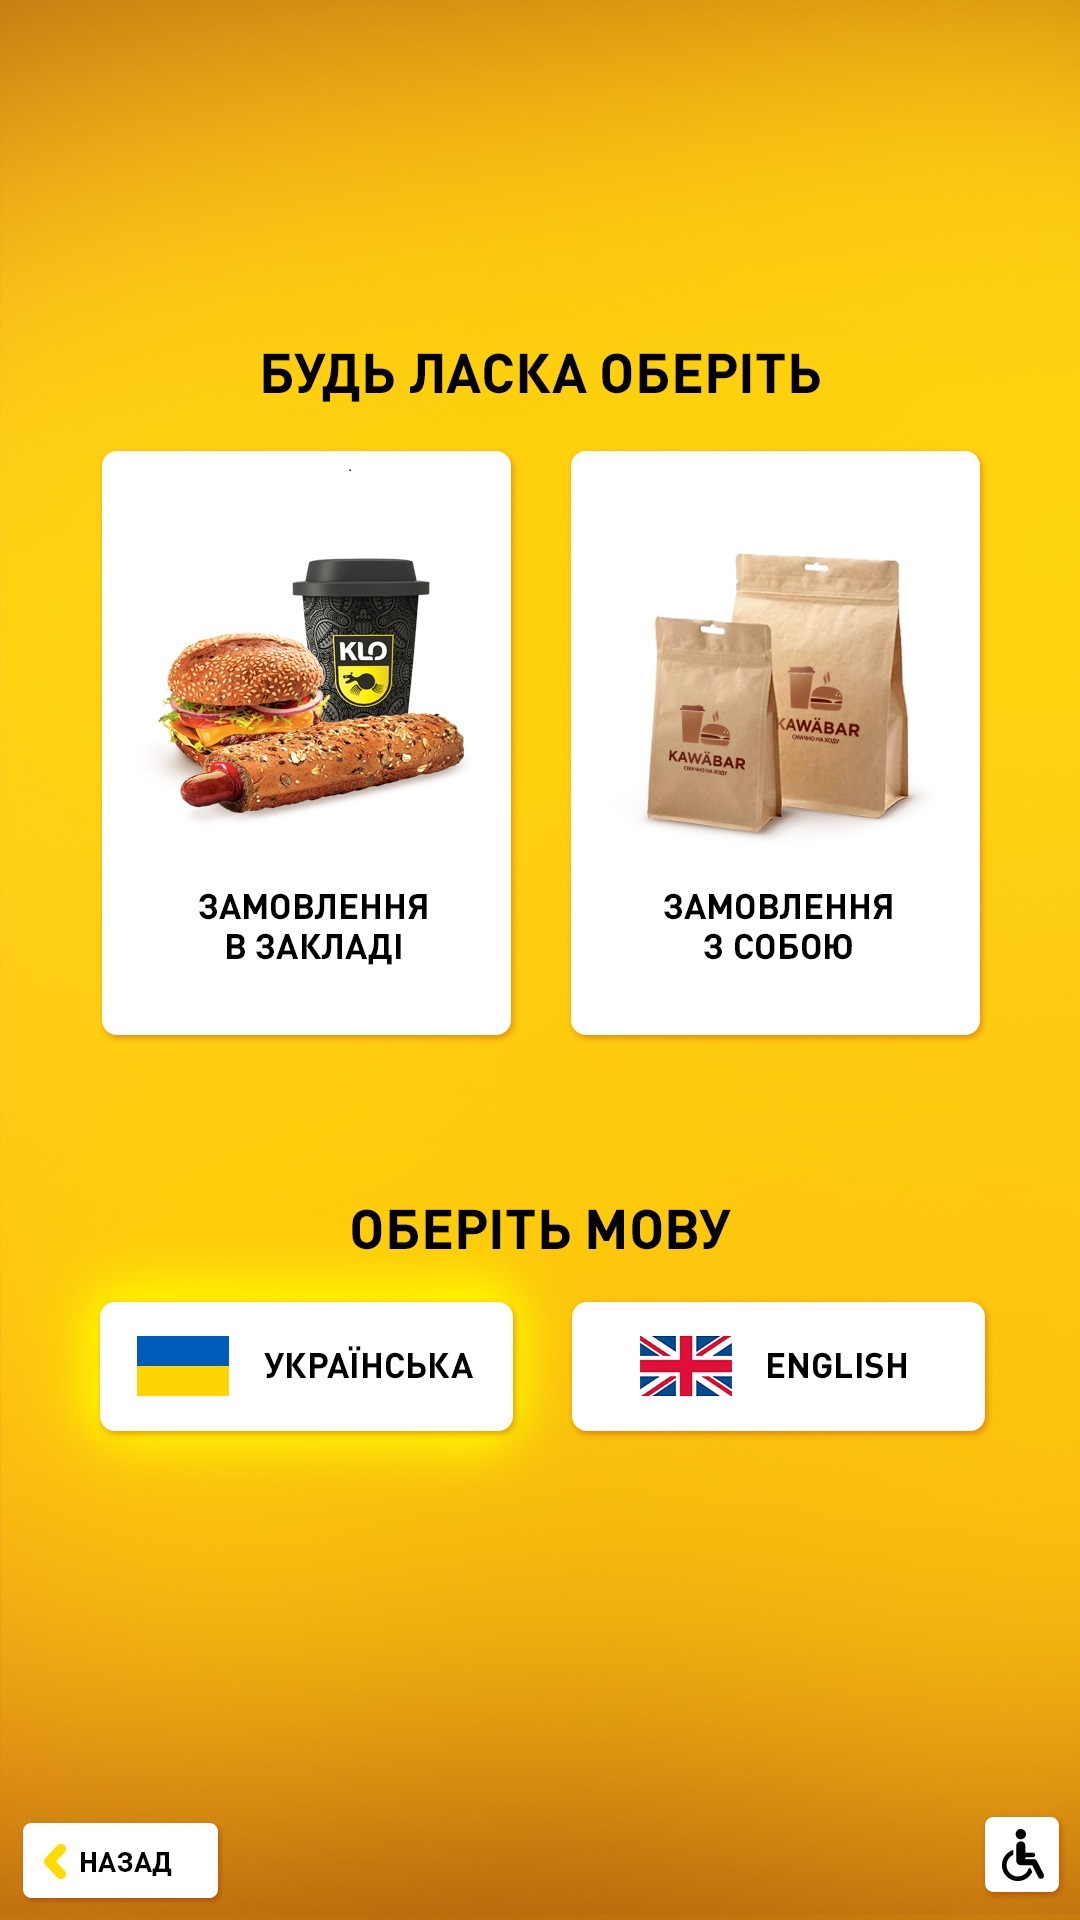 БУДЬ ЛАСКА ОБЕРІТЬ
KLO
KAWÄBAR
СМАЧНО НА ХОДУ
KAWÄBAR
СМАЧНО НА ХОДУ
ЗАМОВЛЕННЯ
В ЗАКЛАДІ
ЗАМОВЛЕННЯ
З СОБОЮ
ОБЕРІТЬ МОВУ
УКРАЇНСЬКА
ENGLISH
НАЗАД